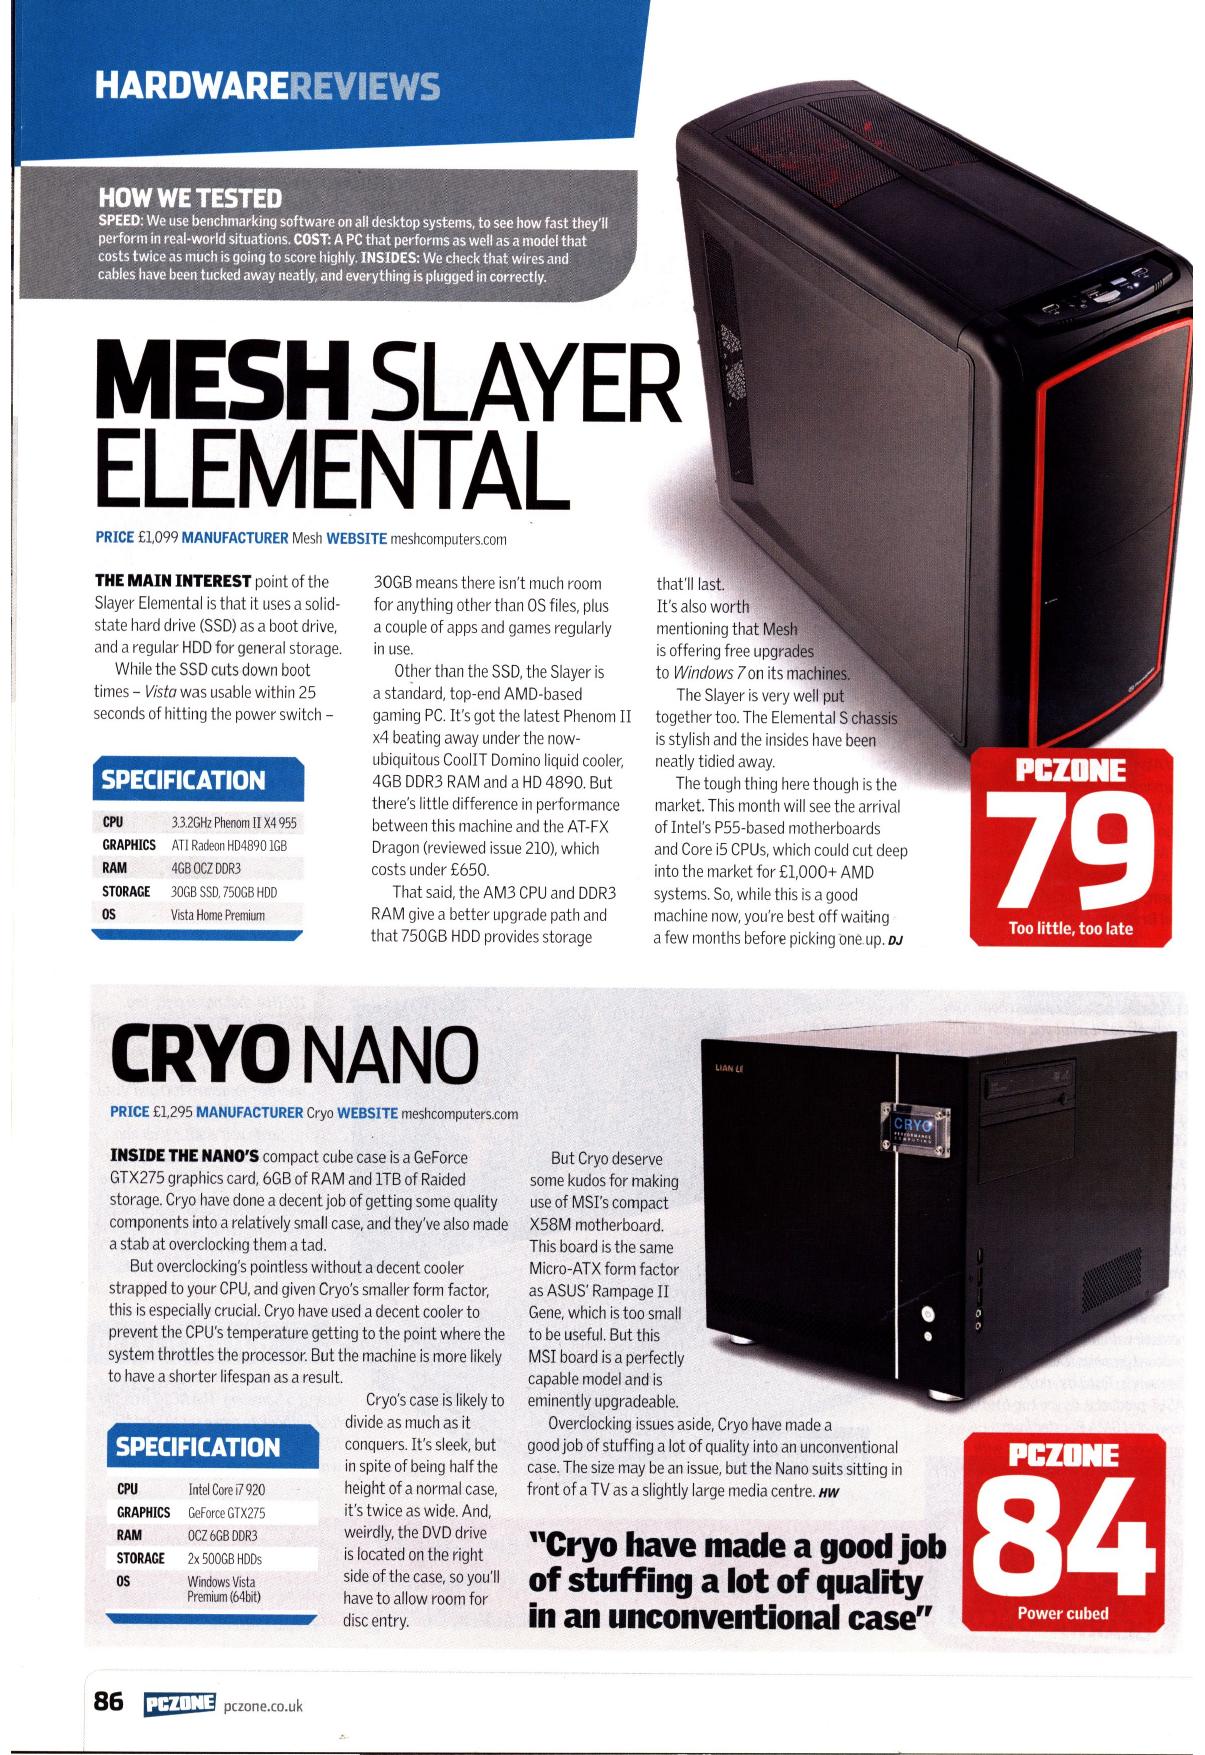 HARDWAREREVIEWS
HOW WE TESTED
SPEED: We use benchmarking software on all desktop systems, to see how fast they'll
perform in real-world situations. COST: A PC that performs as well as a model that
costs twice as much is going to score highly. INSIDES: We check that wires and
cables have been tucked away neatly, and everything is plugged in correctly.
MESH SLAYER
ELEMENTAL
PRICE £1,099 MANUFACTURER Mesh WEBSITE meshcomputers.com
THE MAIN INTEREST point of the
Slayer Elemental is that it uses a solid-
state hard drive (SSD) as a boot drive,
and a regular HDD for general storage.
While the SSD cuts down boot
times – Vista was usable within 25
seconds of hitting the power switch –
SPECIFICATION
CPU 3.3.2GHz Phenom II X4 955
GRAPHICS ATI Radeon HD4890 1GB
RAM 4GB OCZ DDR3
STORAGE 30GB SSD, 750GB HDD
OS Vista Home Premium
30GB means there isn't much room
for anything other than OS files, plus
a couple of apps and games regularly
in use.
Other than the SSD, the Slayer is
a standard, top-end AMD-based
gaming PC. It's got the latest Phenom II
x4 beating away under the now-
ubiquitous CoolIT Domino liquid cooler,
4GB DDR3 RAM and a HD 4890. But
there's little difference in performance
between this machine and the AT-FX
Dragon (reviewed issue 210), which
costs under £650.
That said, the AM3 CPU and DDR3
RAM give a better upgrade path and
that 750GB HDD provides storage
that'll last.
It's also worth
mentioning that Mesh
is offering free upgrades
to Windows 7 on its machines.
The Slayer is very well put
together too. The Elemental S chassis
is stylish and the insides have been
neatly tidied away.
The tough thing here though is the
market. This month will see the arrival
of Intel's P55-based motherboards
and Core i5 CPUs, which could cut deep
into the market for £1,000+ AMD
systems. So, while this is a good
machine now, you're best off waiting
a few months before picking one up. DJ
PCZONE
79
Too little, too late
CRYO NANO
PRICE £1,295 MANUFACTURER Cryo WEBSITE meshcomputers.com
INSIDE THE NANO'S compact cube case is a GeForce
GTX275 graphics card, 6GB of RAM and 1TB of Raided
storage. Cryo have done a decent job of getting some quality
components into a relatively small case, and they've also made
a stab at overclocking them a tad.
But overclocking's pointless without a decent cooler
strapped to your CPU, and given Cryo's smaller form factor,
this is especially crucial. Cryo have used a decent cooler to
prevent the CPU's temperature getting to the point where the
system throttles the processor. But the machine is more likely
to have a shorter lifespan as a result.
Cryo's case is likely to
divide as much as it
conquers. It's sleek, but
in spite of being half the
height of a normal case,
it's twice as wide. And,
weirdly, the DVD drive
is located on the right
side of the case, so you'll
have to allow room for
disc entry.
SPECIFICATION
CPU Intel Core i7 920
GRAPHICS GeForce GTX275
RAM OCZ 6GB DDR3
STORAGE 2x 500GB HDDs
OS Windows Vista
Premium (64bit)
But Cryo deserve
some kudos for making
use of MSI's compact
X58M motherboard.
This board is the same
Micro-ATX form factor
as ASUS' Rampage II
Gene, which is too small
to be useful. But this
MSI board is a perfectly
capable model and is
eminently upgradeable.
Overclocking issues aside, Cryo have made a
good job of stuffing a lot of quality into an unconventional
case. The size may be an issue, but the Nano suits sitting in
front of a TV as a slightly large media centre. HW
"Cryo have made a good job
of stuffing a lot of quality
in an unconventional case"
LIAN LI
CRYO
PERFORMANCE
COMPUTING
PCZONE
84
Power cubed
86 PCZONE pczone.co.uk